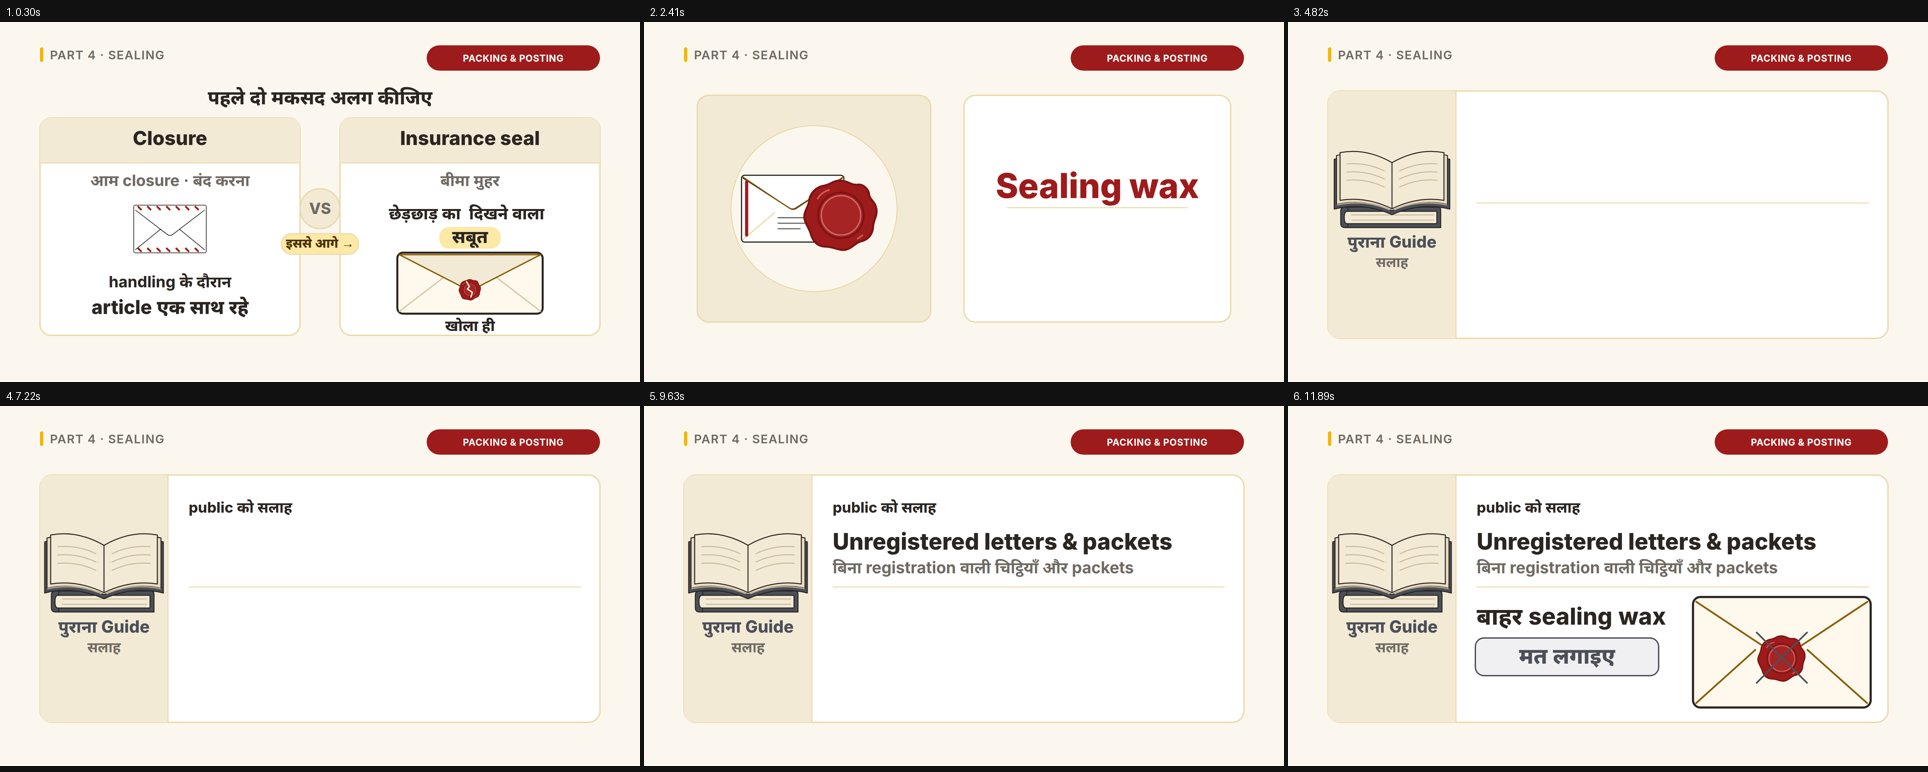 1. 0.30s
PART 4 · SEALING
PACKING & POSTING
पहले दो मकसद अलग कीजिए
Closure
आम closure · बंद करना
handling के दौरान
article एक साथ रहे
VS
इससे आगे →
Insurance seal
बीमा मुहर
छेड़छाड़ का दिखने वाला
सबूत
खोला ही
2. 2.41s
PART 4 · SEALING
PACKING & POSTING
Sealing wax
3. 4.82s
PART 4 · SEALING
PACKING & POSTING
पुराना Guide
सलाह
4. 7.22s
PART 4 · SEALING
PACKING & POSTING
पुराना Guide
सलाह
public को सलाह
5. 9.63s
PART 4 · SEALING
PACKING & POSTING
पुराना Guide
सलाह
public को सलाह
Unregistered letters & packets
बिना registration वाली चिट्ठियाँ और packets
6. 11.89s
PART 4 · SEALING
PACKING & POSTING
पुराना Guide
सलाह
public को सलाह
Unregistered letters & packets
बिना registration वाली चिट्ठियाँ और packets
बाहर sealing wax
मत लगाइए